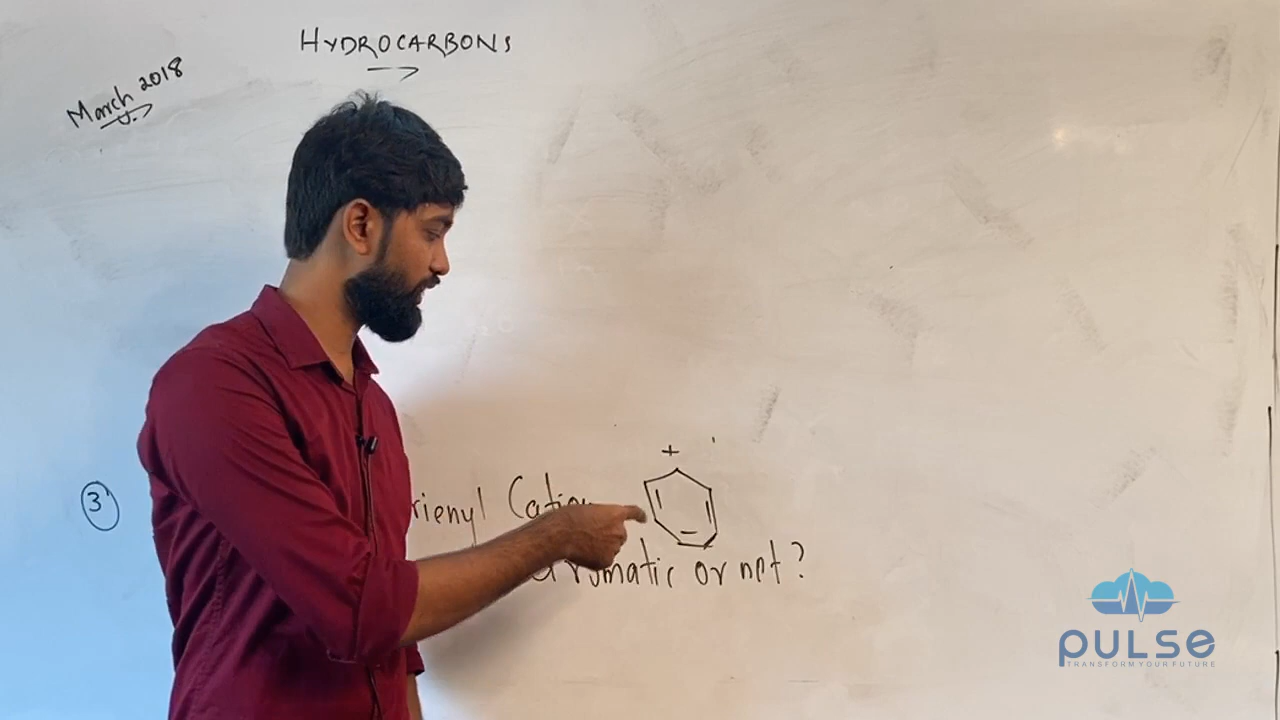 HYDROCARBONS
March 2018
3
rienyl Cation
+
aromatic or not?
PULSE
TRANSFORM YOUR FUTURE